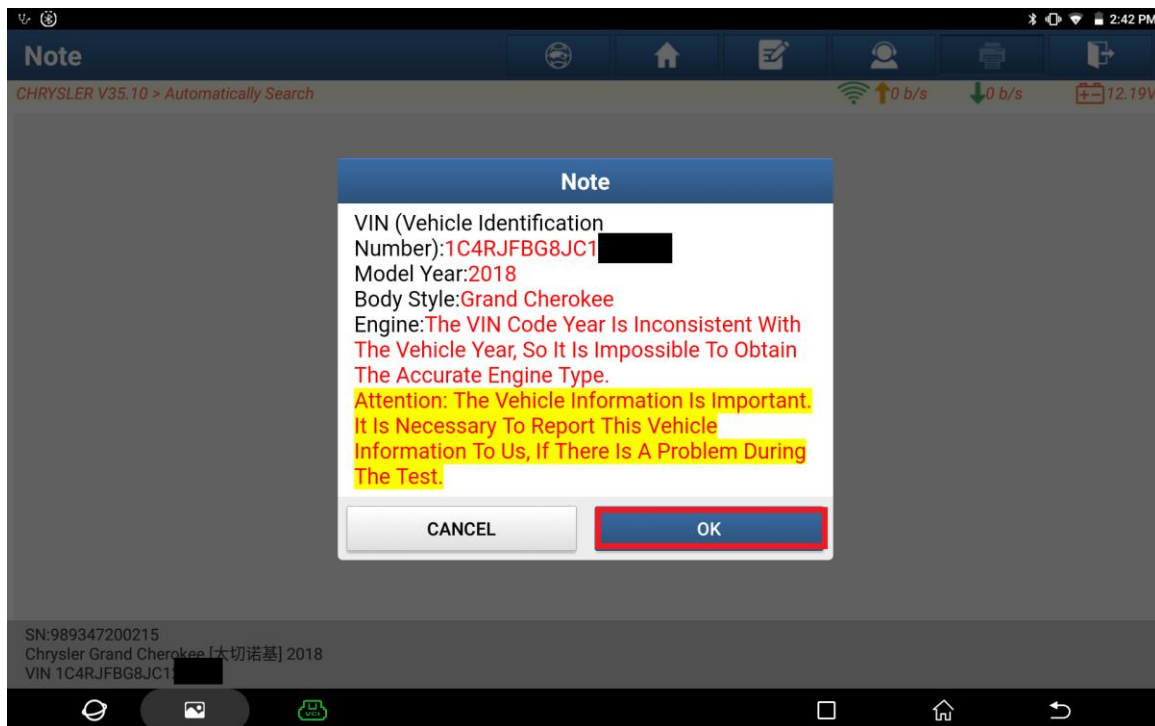 2:42 PM
Note
CHRYSLER V35.10 > Automatically Search
0 b/s
0 b/s
12.19V
Note
VIN (Vehicle Identification
Number):1C4RJFBG8JC1
Model Year:2018
Body Style:Grand Cherokee
Engine:The VIN Code Year Is Inconsistent With
The Vehicle Year, So It Is Impossible To Obtain
The Accurate Engine Type.
Attention: The Vehicle Information Is Important.
It Is Necessary To Report This Vehicle
Information To Us, If There Is A Problem During
The Test.
CANCEL
OK
SN:989347200215
Chrysler Grand Cherokee [大切诺基] 2018
VIN 1C4RJFBG8JC1
VCI